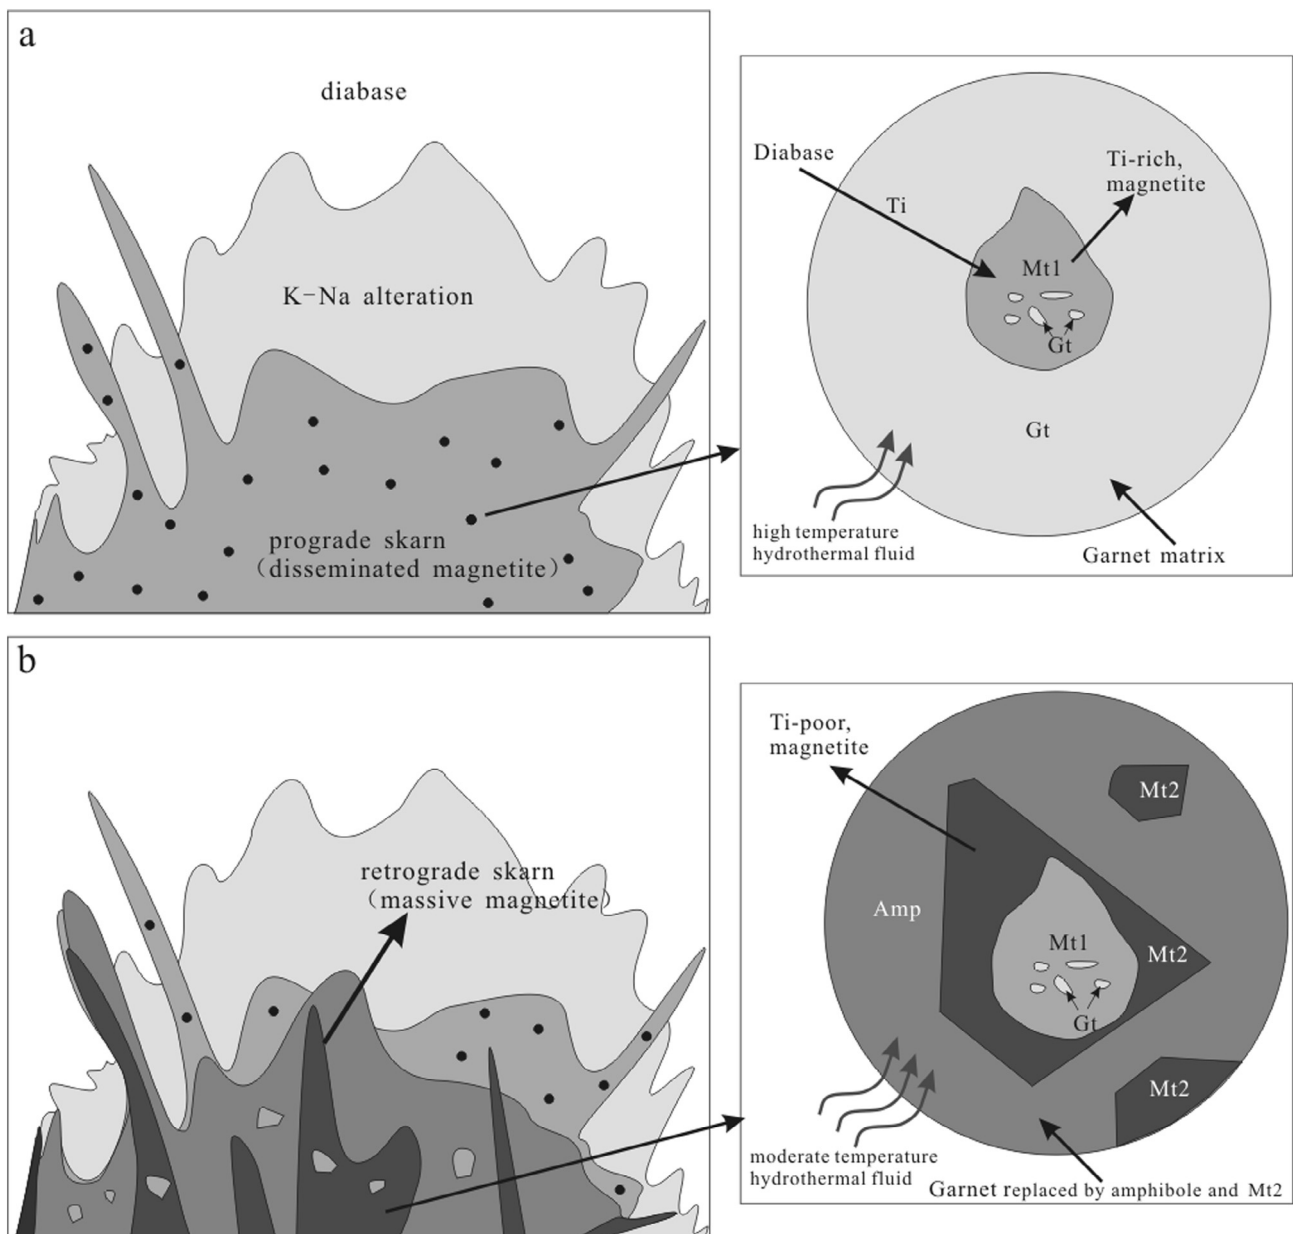 a
diabase
K-Na alteration
prograde skarn
(disseminated magnetite)
Diabase
Ti
Ti-rich,
magnetite
Mt1
Gt
Gt
high temperature
hydrothermal fluid
Garnet matrix
b
retrograde skarn
(massive magnetite)
Ti-poor,
magnetite
Mt2
Amp
Mt1
Mt2
Gt
Mt2
moderate temperature
hydrothermal fluid
Garnet replaced by amphibole and Mt2